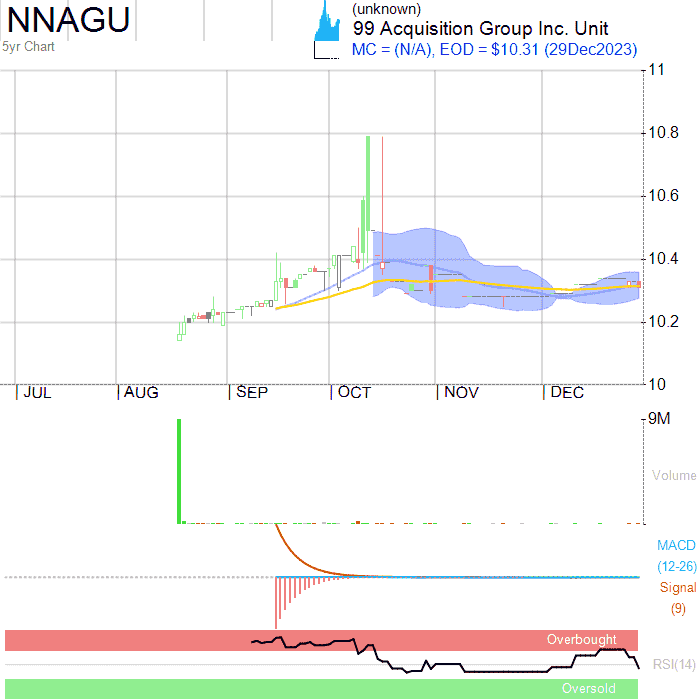 NNAGU
5yr Chart
(unknown)
99 Acquisition Group Inc. Unit
MC = (N/A), EOD = $10.31 (29Dec2023)
11
10.8
10.6
10.4
10.2
10
JUL AUG SEP OCT NOV DEC
9M
Volume
MACD
(12-26)
Signal
(9)
Overbought
RSI(14)
Oversold